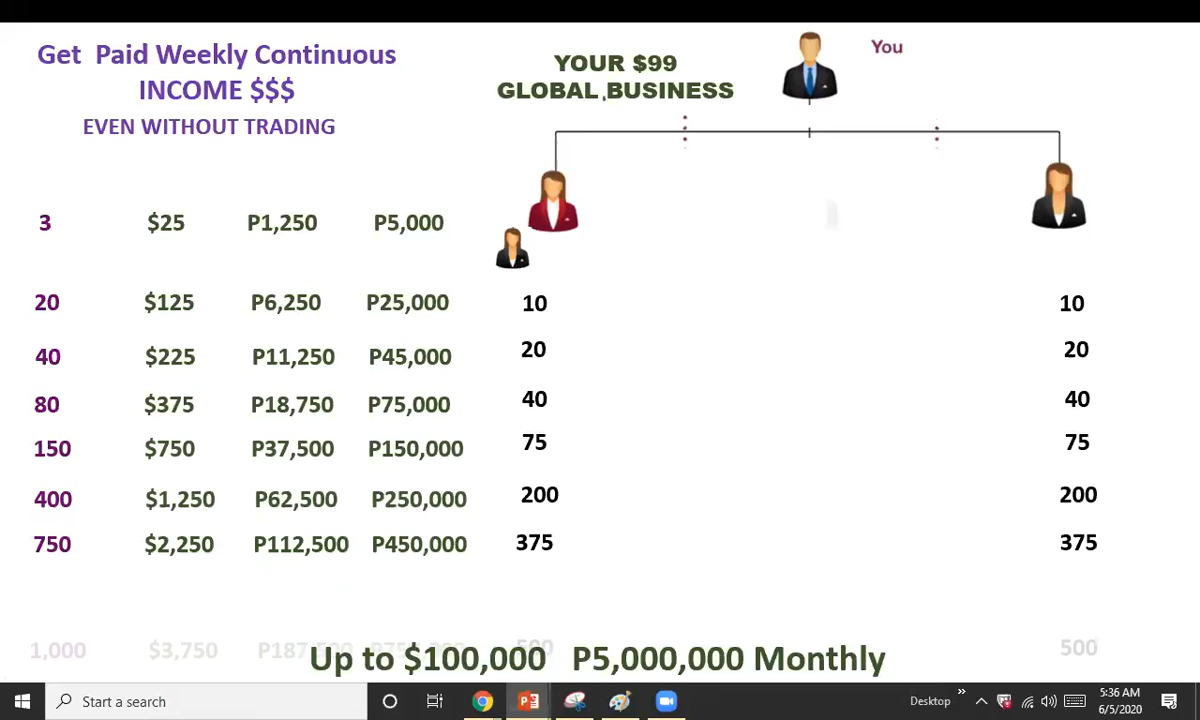 Get Paid Weekly Continuous
INCOME $$$
EVEN WITHOUT TRADING
YOUR $99
GLOBAL BUSINESS
You
3 $25 P1,250 P5,000
20 $125 P6,250 P25,000 10 10
40 $225 P11,250 P45,000 20 20
80 $375 P18,750 P75,000 40 40
150 $750 P37,500 P150,000 75 75
400 $1,250 P62,500 P250,000 200 200
750 $2,250 P112,500 P450,000 375 375
1,000 $3,750 500
Up to $100,000 P5,000,000 Monthly
Start a search
Desktop
5:36 AM
6/5/2020